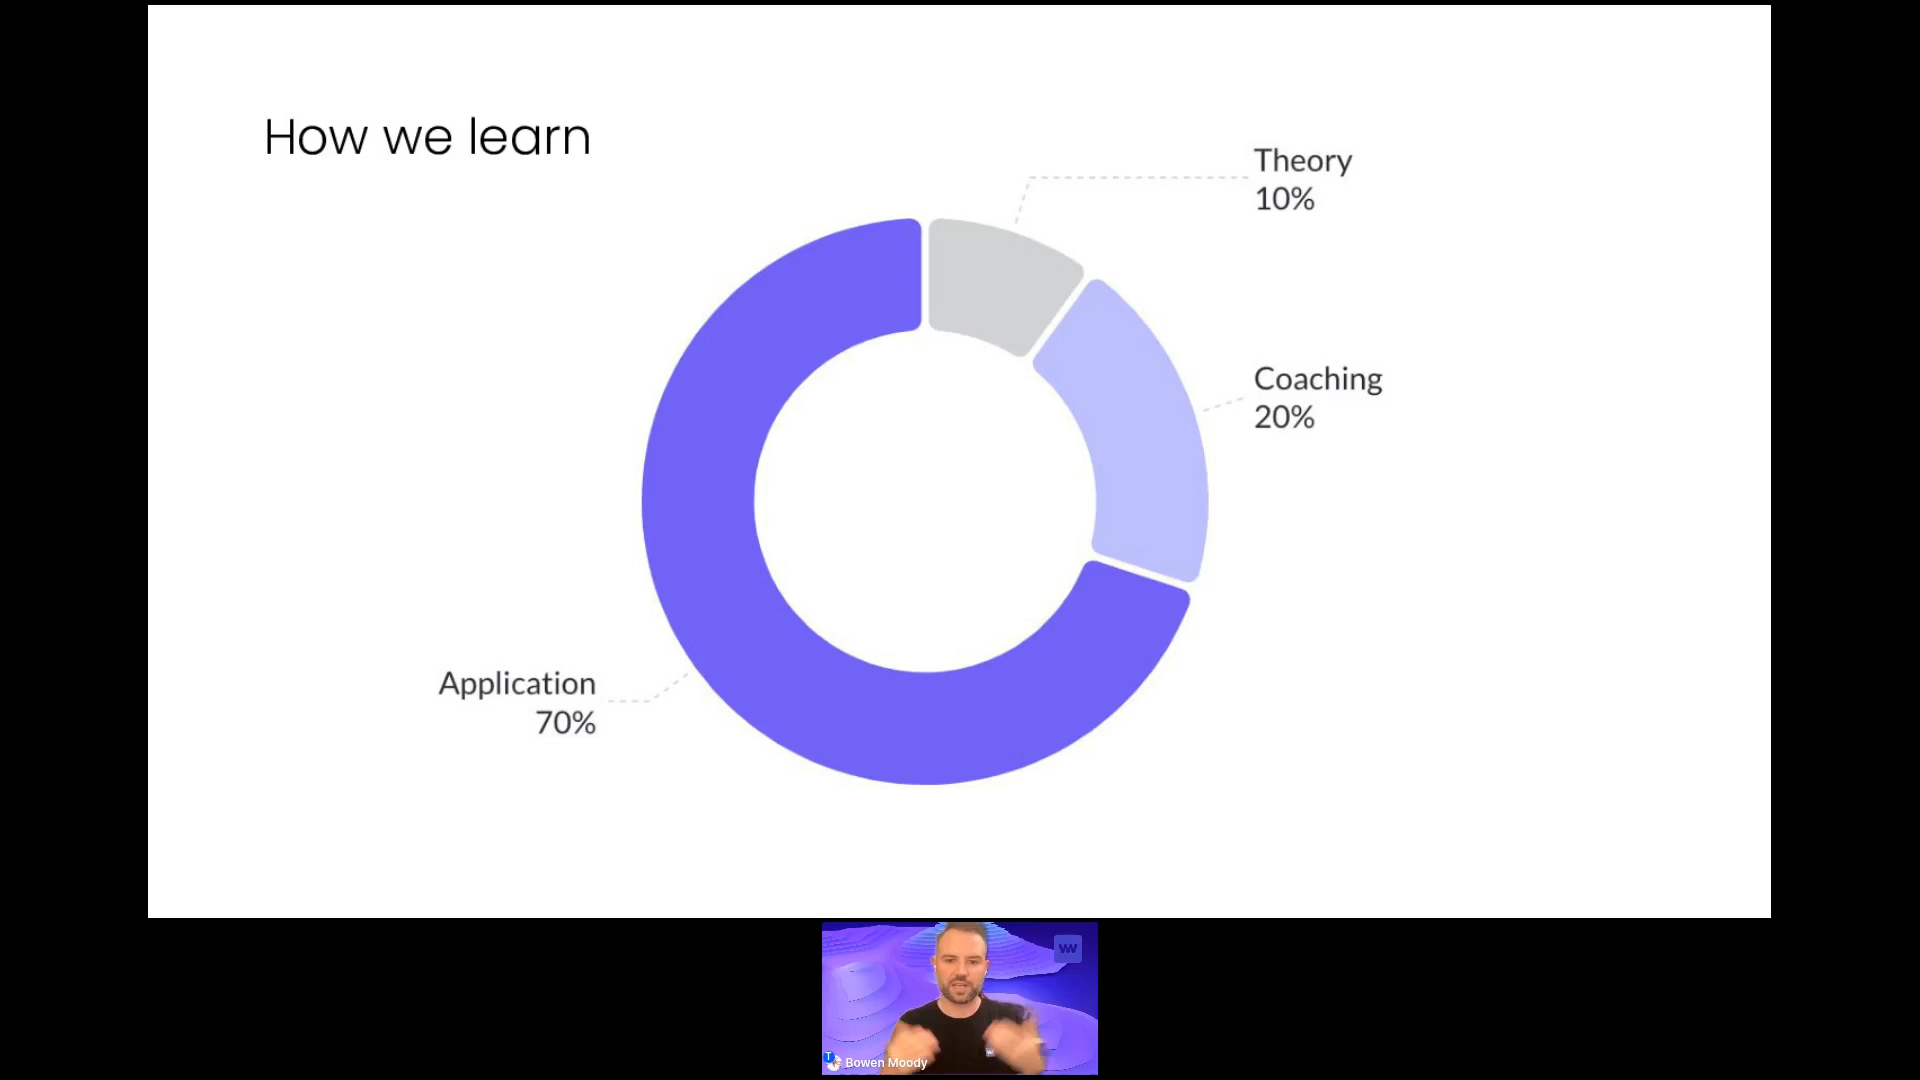 How we learn
Theory
10%
Coaching
20%
Application
70%
W
T
Bowen Moody